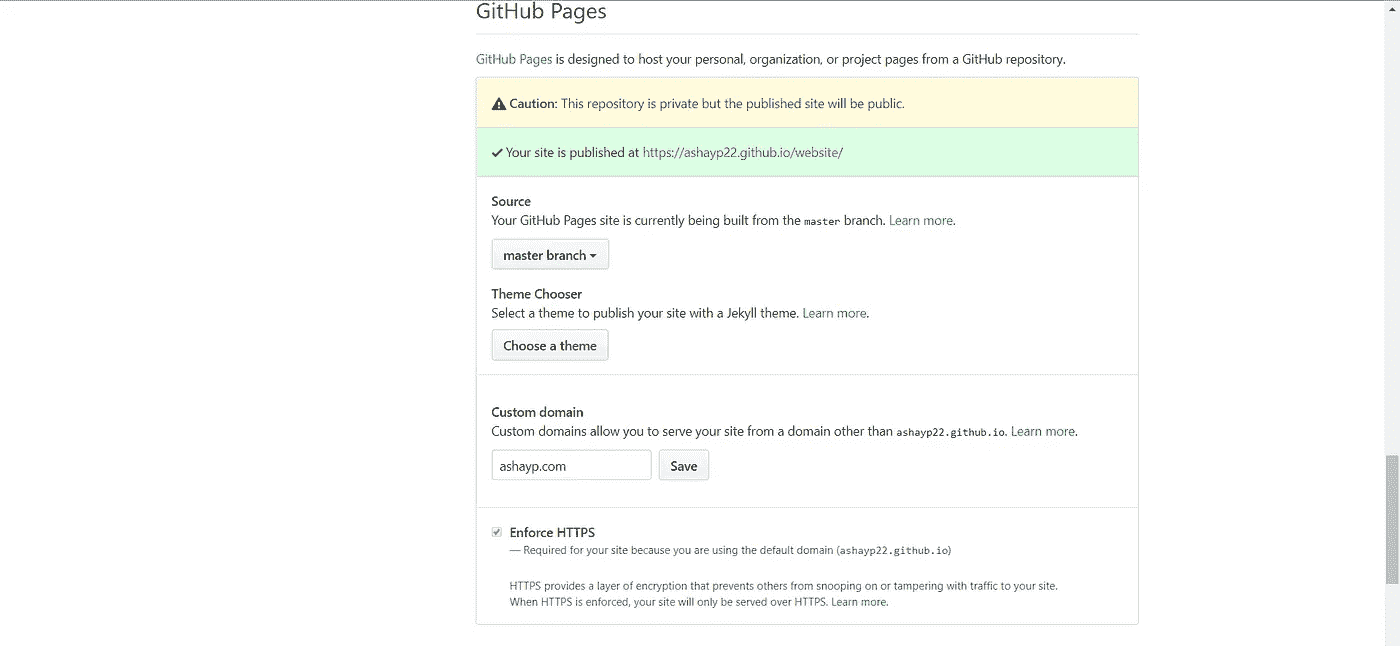 GitHub Pages
GitHub Pages is designed to host your personal, organization, or project pages from a GitHub repository.
Caution: This repository is private but the published site will be public.
Your site is published at https://ashayp22.github.io/website/
Source
Your GitHub Pages site is currently being built from the master branch. Learn more.
master branch
Theme Chooser
Select a theme to publish your site with a Jekyll theme. Learn more.
Choose a theme
Custom domain
Custom domains allow you to serve your site from a domain other than ashayp22.github.io. Learn more.
ashayp.com Save
Enforce HTTPS
— Required for your site because you are using the default domain (ashayp22.github.io)
HTTPS provides a layer of encryption that prevents others from snooping on or tampering with traffic to your site.
When HTTPS is enforced, your site will only be served over HTTPS. Learn more.